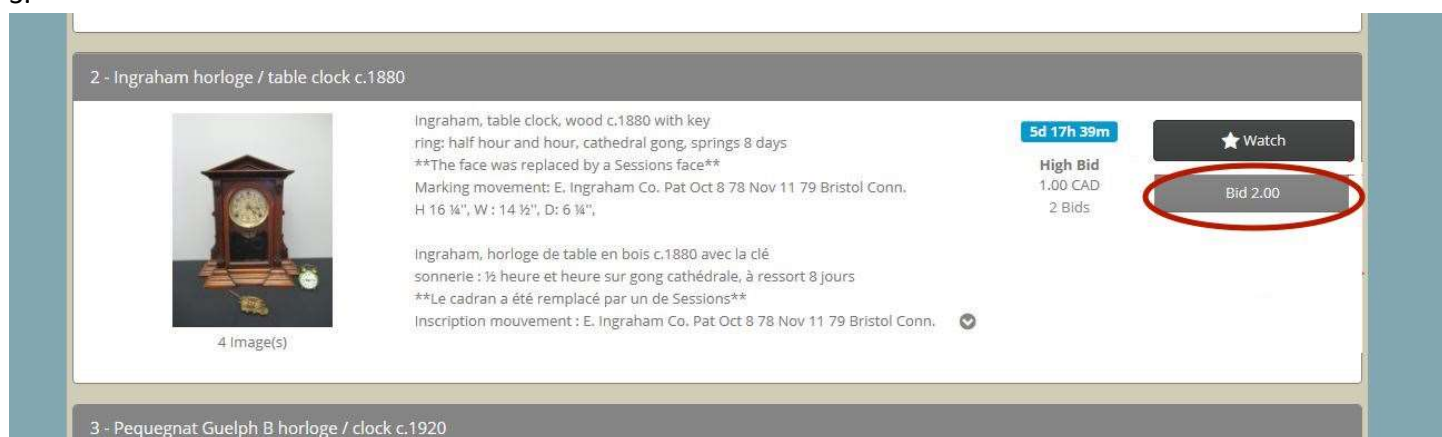 2 - Ingraham horloge / table clock c.1880
Ingraham, table clock, wood c.1880 with key
ring: half hour and hour, cathedral gong, springs 8 days
**The face was replaced by a Sessions face**
Marking movement: E. Ingraham Co. Pat Oct 8 78 Nov 11 79 Bristol Conn.
H 16 ¼", W : 14 ½", D: 6 ¼",
Ingraham, horloge de table en bois c.1880 avec la clé
sonnerie : ½ heure et heure sur gong cathédrale, à ressort 8 jours
**Le cadran a été remplacé par un de Sessions**
Inscription mouvement : E. Ingraham Co. Pat Oct 8 78 Nov 11 79 Bristol Conn.
4 Image(s)
5d 17h 39m
High Bid
1.00 CAD
2 Bids
Watch
Bid 2.00
3 - Pequegnat Guelph B horloge / clock c.1920